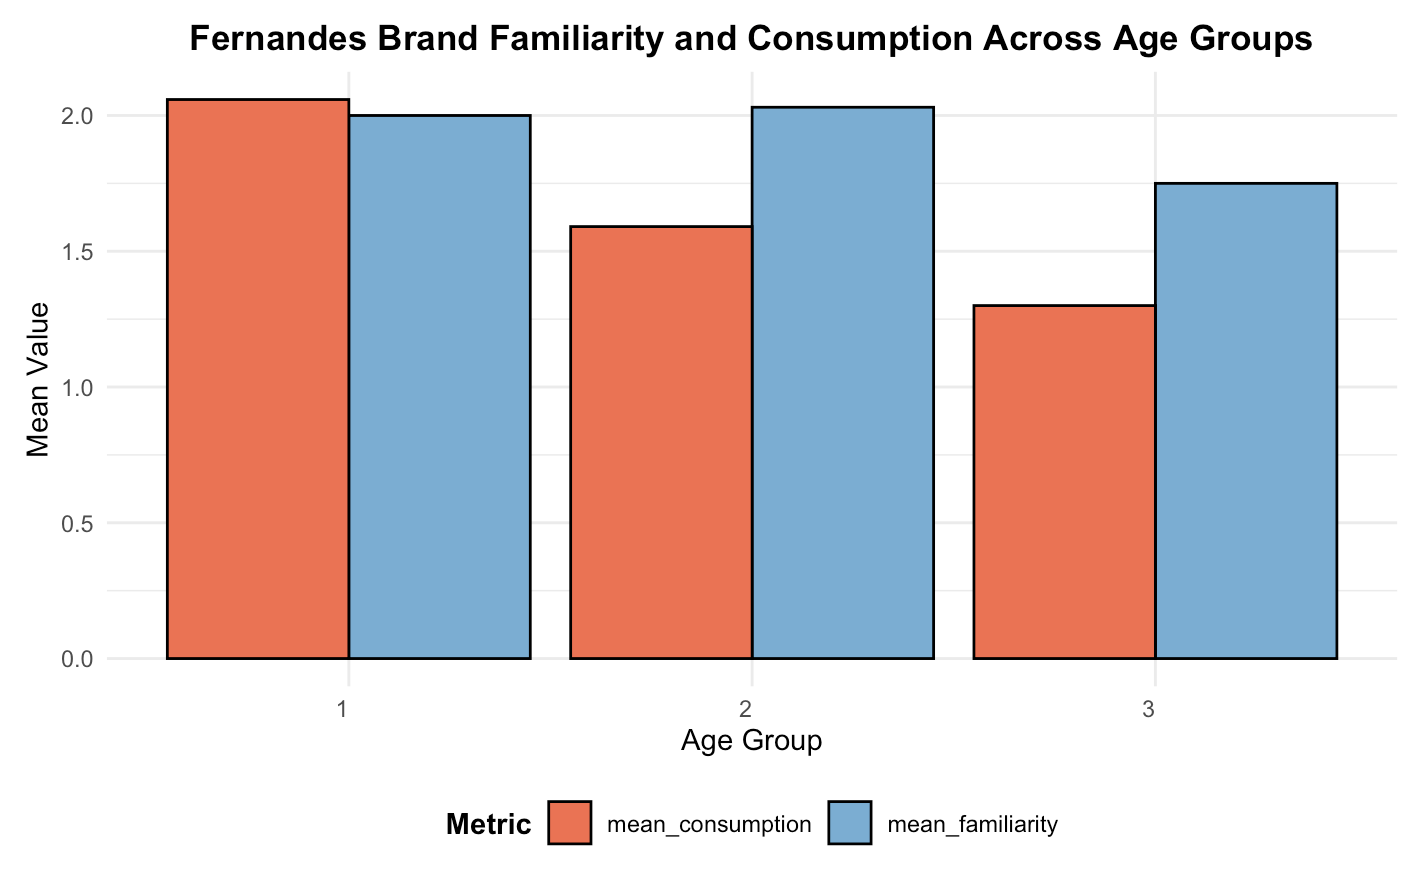 Fernandes Brand Familiarity and Consumption Across Age Groups
2.0
1.5
1.0
0.5
0.0
Mean Value
1 2 3
Age Group
Metric mean_consumption mean_familiarity